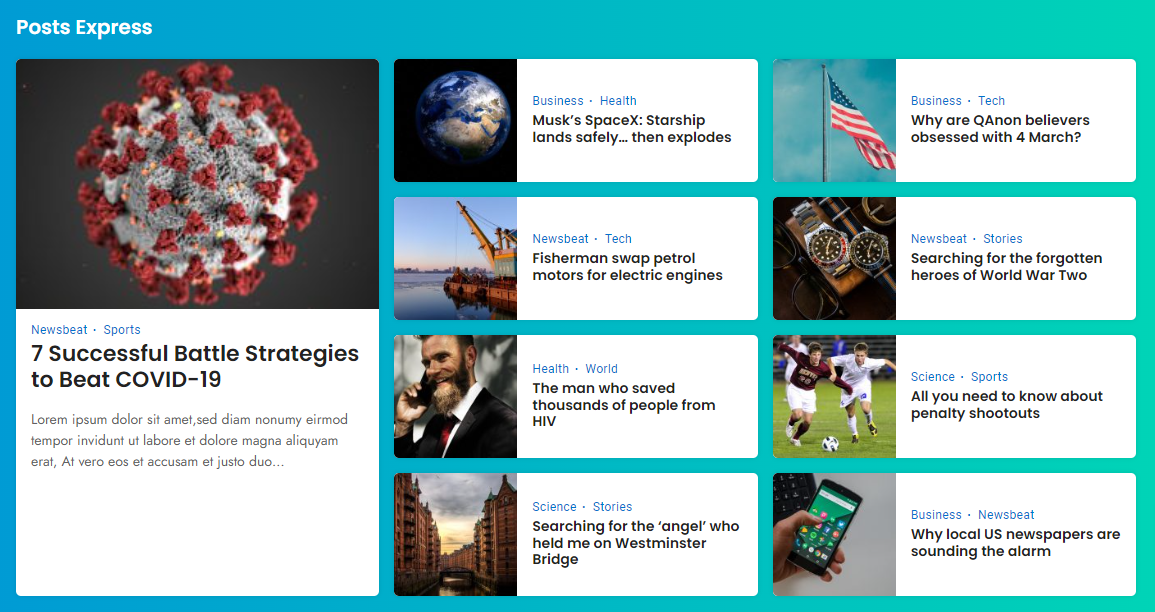 Posts Express
Newsbeat · Sports
7 Successful Battle Strategies
to Beat COVID-19
Lorem ipsum dolor sit amet,sed diam nonumy eirmod
tempor invidunt ut labore et dolore magna aliquyam
erat, At vero eos et accusam et justo duo...
Business · Health
Musk’s SpaceX: Starship
lands safely… then explodes
Newsbeat · Tech
Fisherman swap petrol
motors for electric engines
Health · World
The man who saved
thousands of people from
HIV
Science · Stories
Searching for the ‘angel’ who
held me on Westminster
Bridge
Business · Tech
Why are QAnon believers
obsessed with 4 March?
Newsbeat · Stories
Searching for the forgotten
heroes of World War Two
Science · Sports
All you need to know about
penalty shootouts
Business · Newsbeat
Why local US newspapers are
sounding the alarm